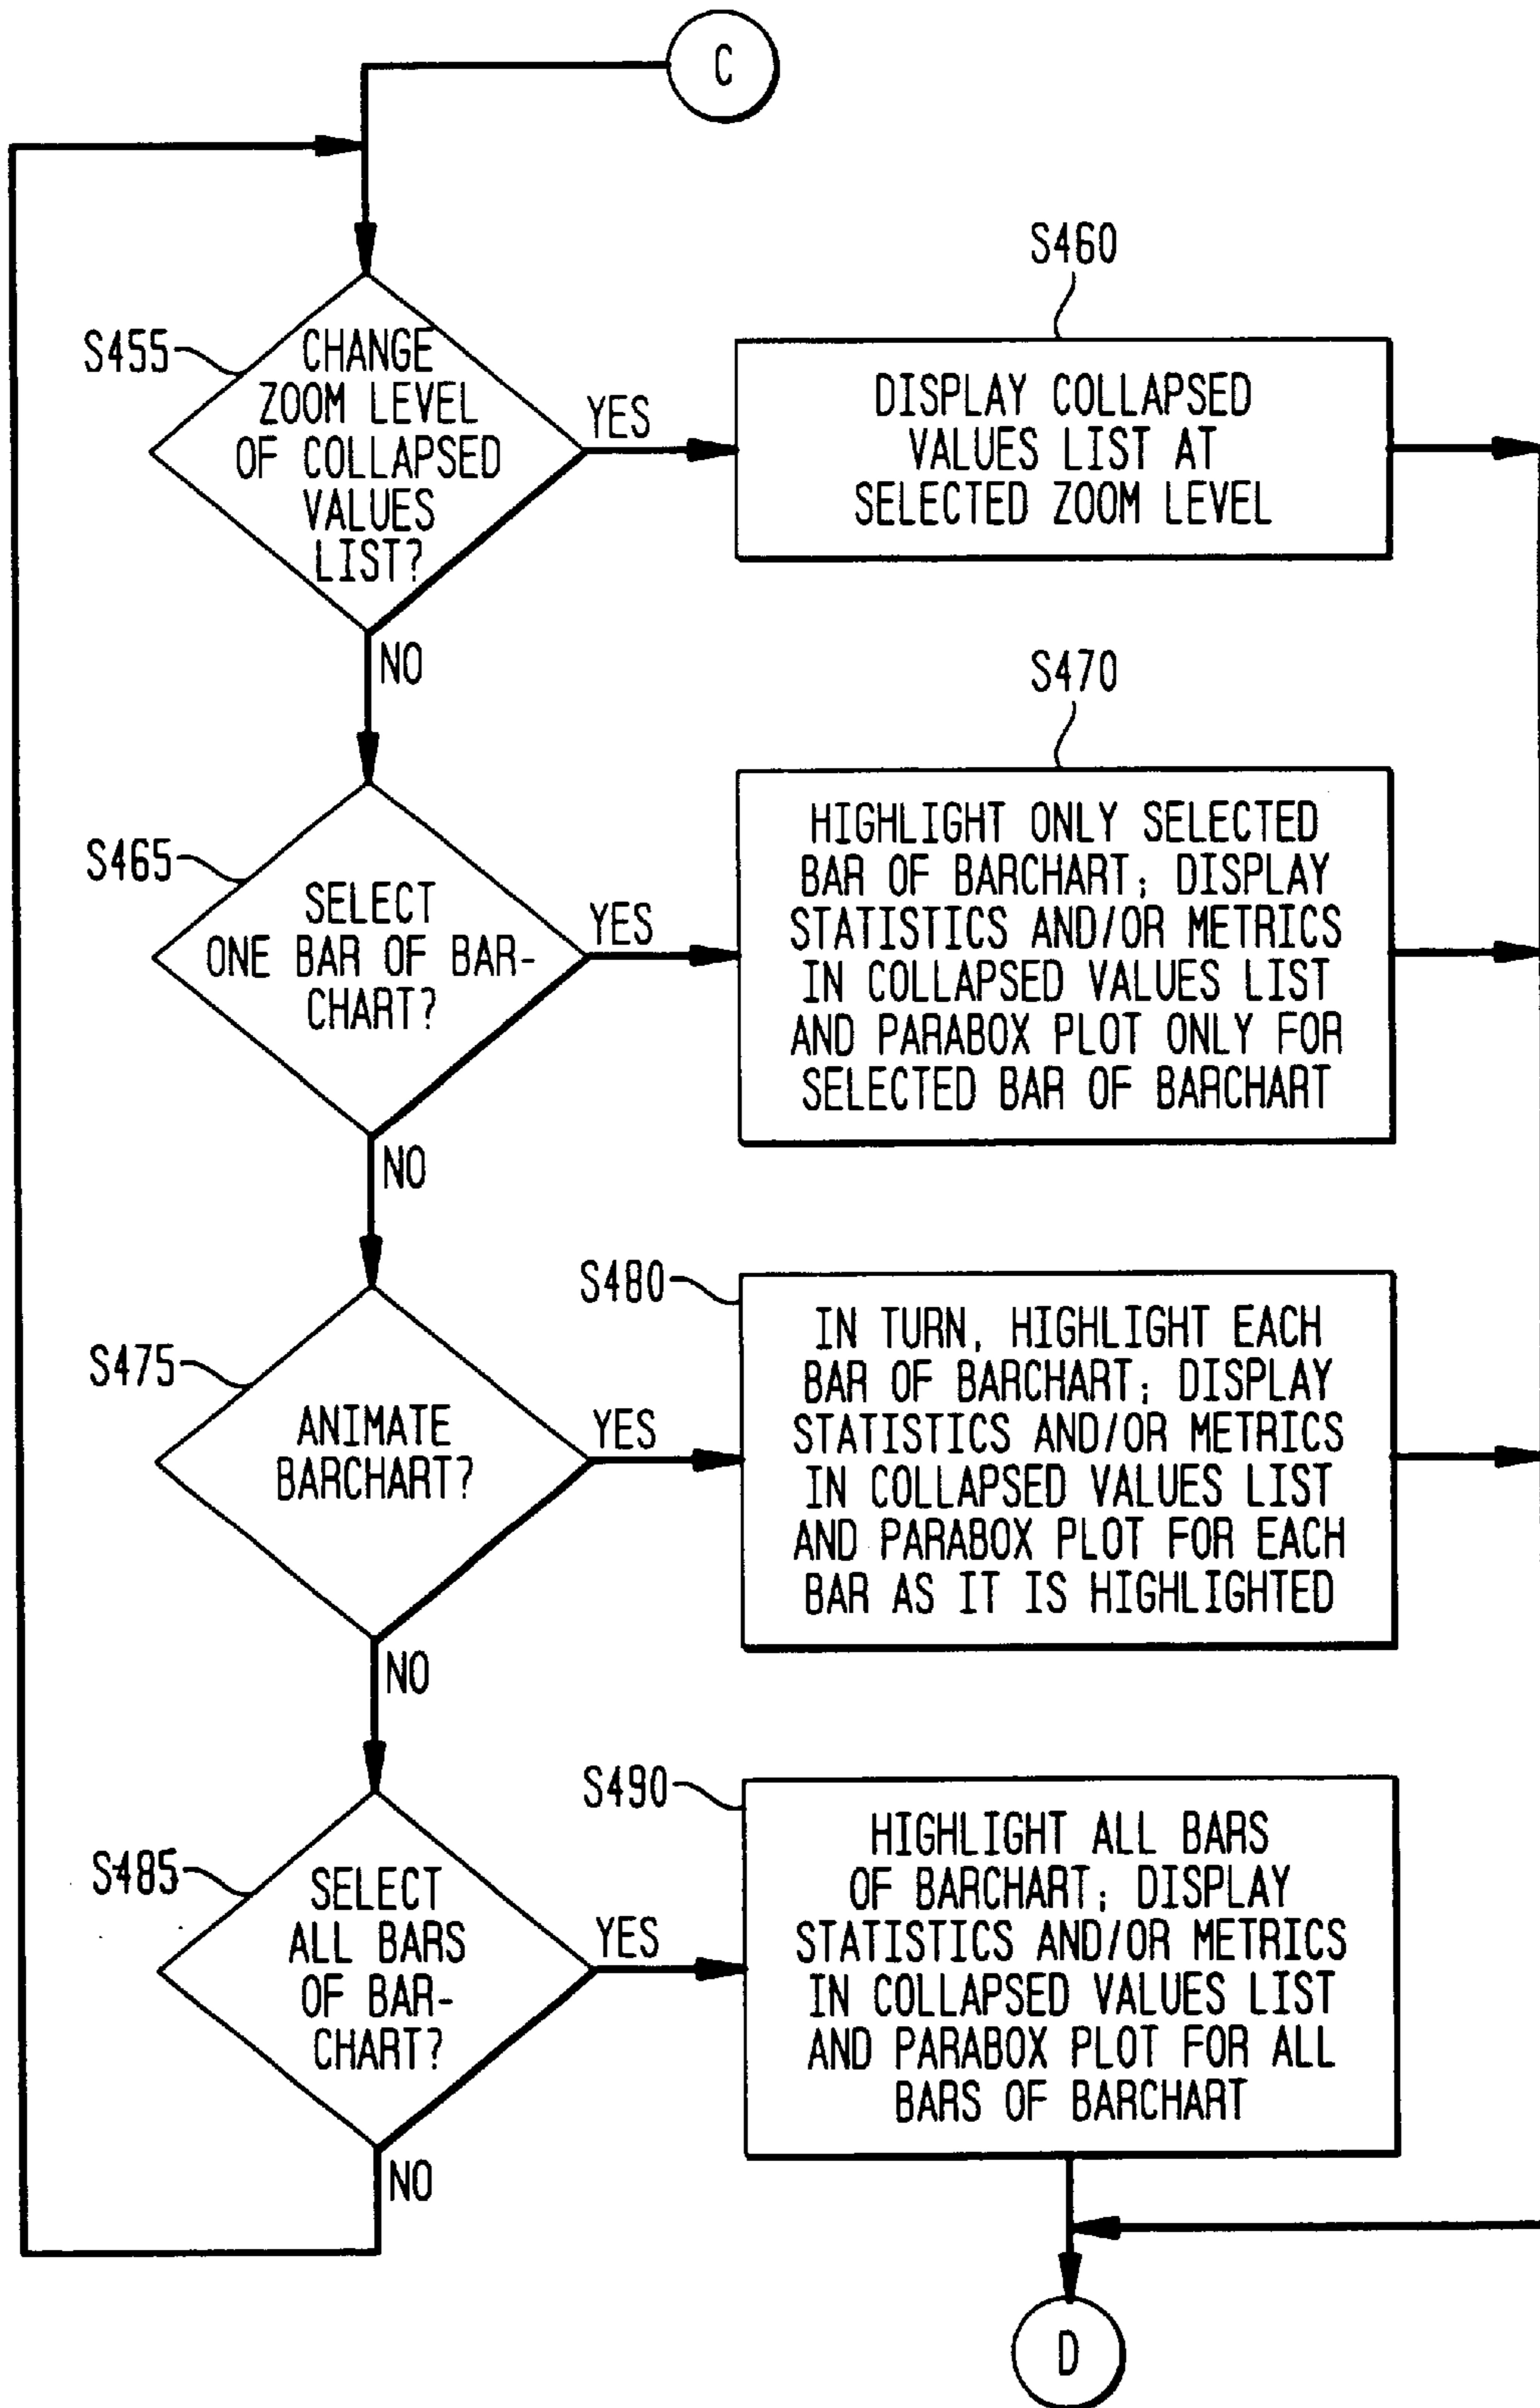 C
S455
CHANGE
ZOOM LEVEL
OF COLLAPSED
VALUES
LIST?
YES
NO
S460
DISPLAY COLLAPSED
VALUES LIST AT
SELECTED ZOOM LEVEL
S465
SELECT
ONE BAR OF BAR-
CHART?
YES
NO
S470
HIGHLIGHT ONLY SELECTED
BAR OF BARCHART; DISPLAY
STATISTICS AND/OR METRICS
IN COLLAPSED VALUES LIST
AND PARABOX PLOT ONLY FOR
SELECTED BAR OF BARCHART
S475
ANIMATE
BARCHART?
YES
NO
S480
IN TURN, HIGHLIGHT EACH
BAR OF BARCHART; DISPLAY
STATISTICS AND/OR METRICS
IN COLLAPSED VALUES LIST
AND PARABOX PLOT FOR EACH
BAR AS IT IS HIGHLIGHTED
S485
SELECT
ALL BARS
OF BAR-
CHART?
YES
NO
S490
HIGHLIGHT ALL BARS
OF BARCHART; DISPLAY
STATISTICS AND/OR METRICS
IN COLLAPSED VALUES LIST
AND PARABOX PLOT FOR ALL
BARS OF BARCHART
D